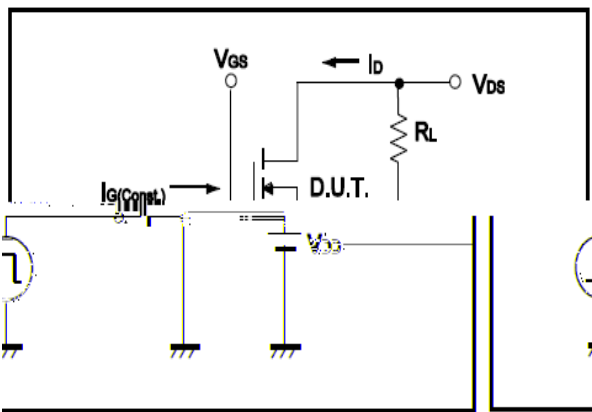 VGS
ID
VDS
RL
IG(Const.)
D.U.T.
VDD